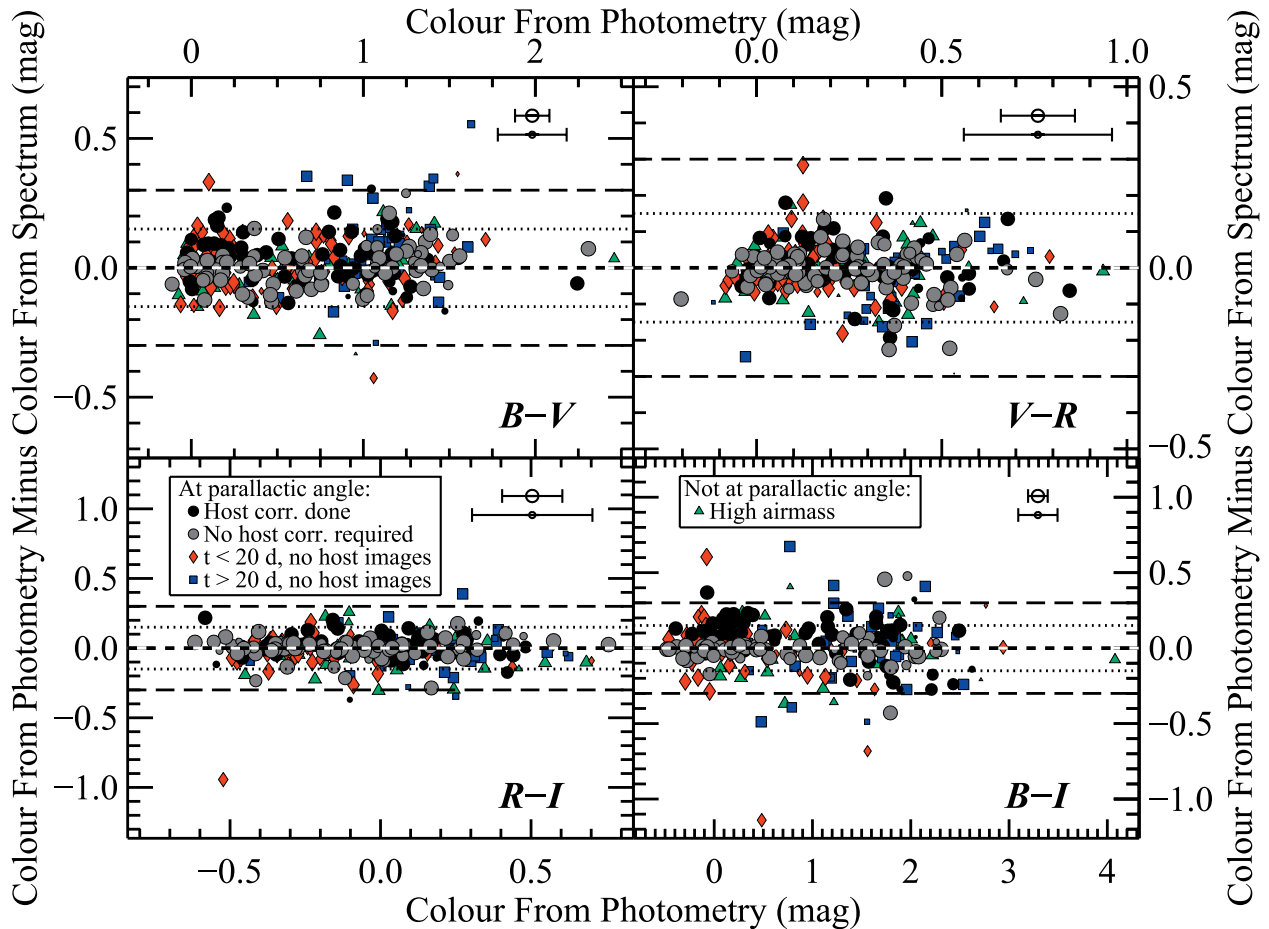 Colour From Photometry (mag)
0 1 2 0.0 0.5 1.0
Colour From Photometry Minus Colour From Spectrum (mag)
0.5
0.0
−0.5
B−V
0.5
0.0
−0.5
V−R
Colour From Photometry Minus Colour From Spectrum (mag)
1.0
0.5
0.0
−0.5
−1.0
At parallactic angle:
Host corr. done
No host corr. required
t < 20 d, no host images
t > 20 d, no host images
R−I
Not at parallactic angle:
High airmass
B−I
1.0
0.5
0.0
−0.5
−1.0
−0.5 0.0 0.5 0 1 2 3 4
Colour From Photometry (mag)